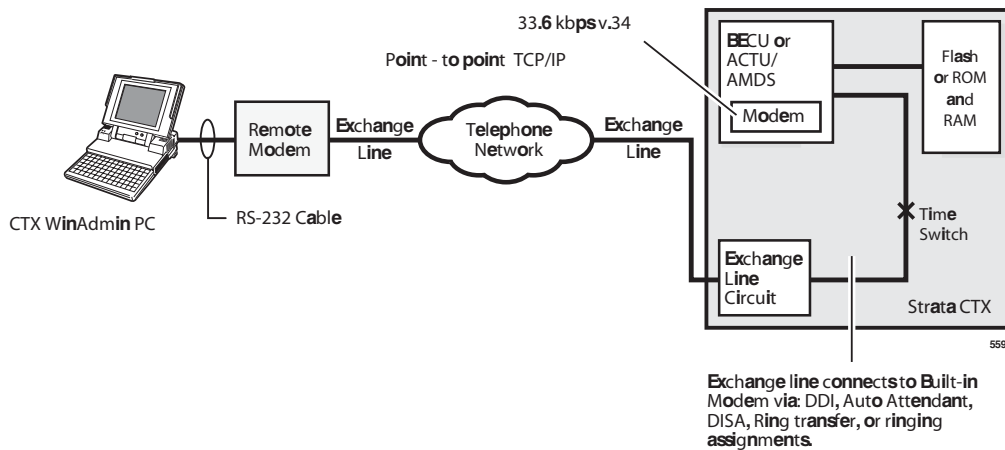 33.6 kbps v.34
Point - to point TCP/IP
BECU or
ACTU/
AMDS
Modem
Flash
or ROM
and
RAM
Remote
Modem
Exchange
Line
Telephone
Network
Exchange
Line
CTX WinAdmin PC
RS-232 Cable
Time
Switch
Exchange
Line
Circuit
Strata CTX
559
Exchange line connects to Built-in
Modem via: DDI, Auto Attendant,
DISA, Ring transfer, or ringing
assignments.